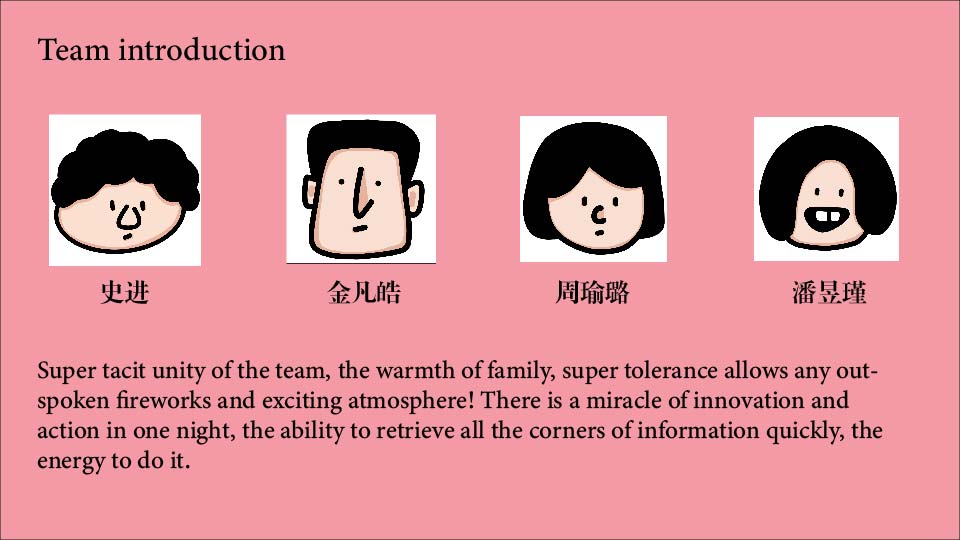 Team introduction
史进
金凡皓
周瑜璐
潘昱瑾
Super tacit unity of the team, the warmth of family, super tolerance allows any out-
spoken fireworks and exciting atmosphere! There is a miracle of innovation and
action in one night, the ability to retrieve all the corners of information quickly, the
energy to do it.